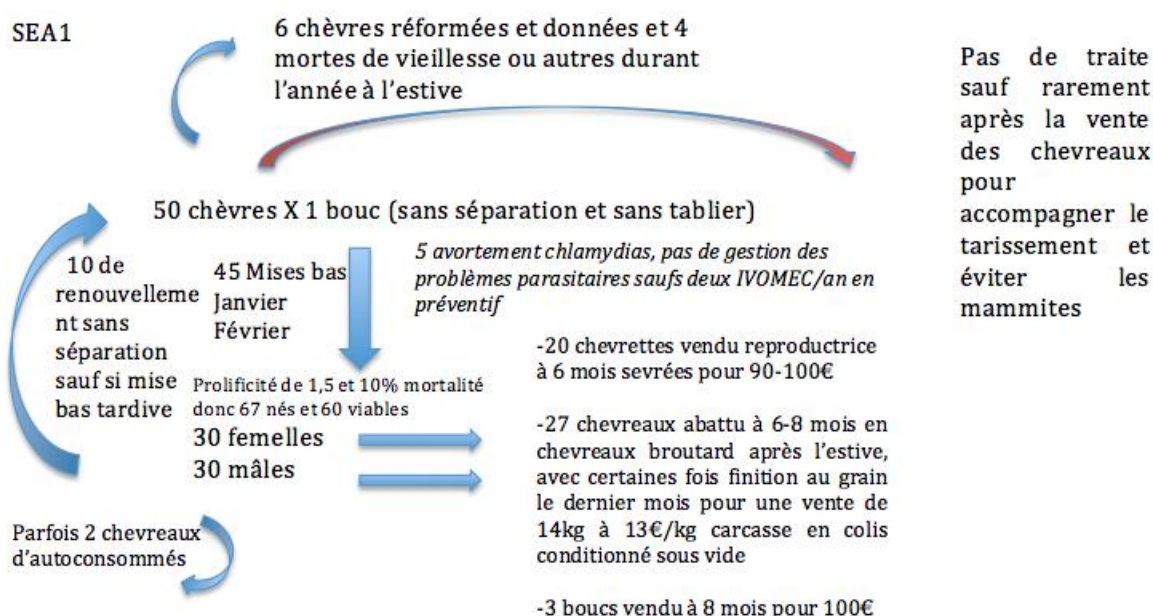 SEA1
6 chèvres réformées et données et 4
mortes de vieillesse ou autres durant
l'année à l'estive
Pas de traite
sauf rarement
après la vente
des chevreaux
pour
accompagner le
tarissement et
éviter les
mammites
50 chèvres X 1 bouc (sans séparation et sans tablier)
10 de
renouvelleme
nt sans
séparation
sauf si mise
bas tardive
45 Mises bas
Janvier
Février
5 avortement chlamydias, pas de gestion des
problèmes parasitaires saufs deux IVOMEC/an en
préventif
Prolificité de 1,5 et 10% mortalité
donc 67 nés et 60 viables
30 femelles
30 mâles
-20 chevrettes vendu reproductrice
à 6 mois sevrées pour 90-100€
-27 chevreaux abattu à 6-8 mois en
chevreaux broutard après l'estive,
avec certaines fois finition au grain
le dernier mois pour une vente de
14kg à 13€/kg carcasse en colis
conditionné sous vide
-3 boucs vendu à 8 mois pour 100€
Parfois 2 chevreaux
d'autoconsommés